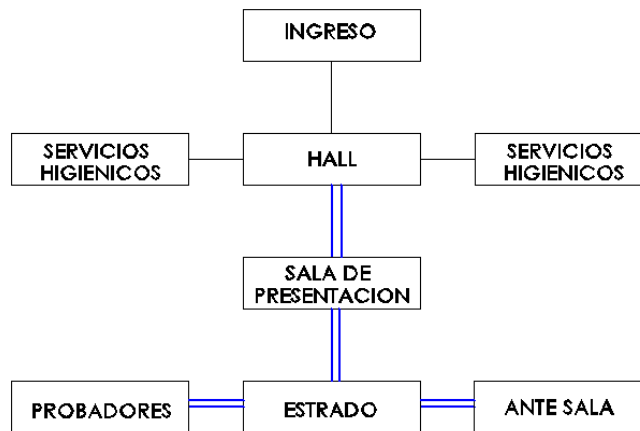 INGRESO
SERVICIOS
HIGIENICOS
HALL
SERVICIOS
HIGIENICOS
SALA DE
PRESENTACION
PROBADORES
ESTRADO
ANTE SALA